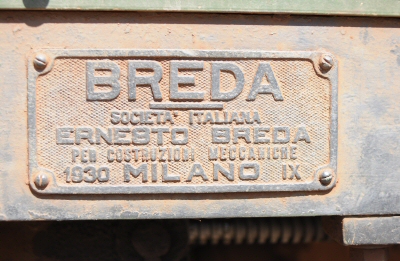 BREDA
SOCIETA' ITALIANA
ERNESTO BREDA
PER COSTRUZIONI MECCANICHE
1930 MILANO IX